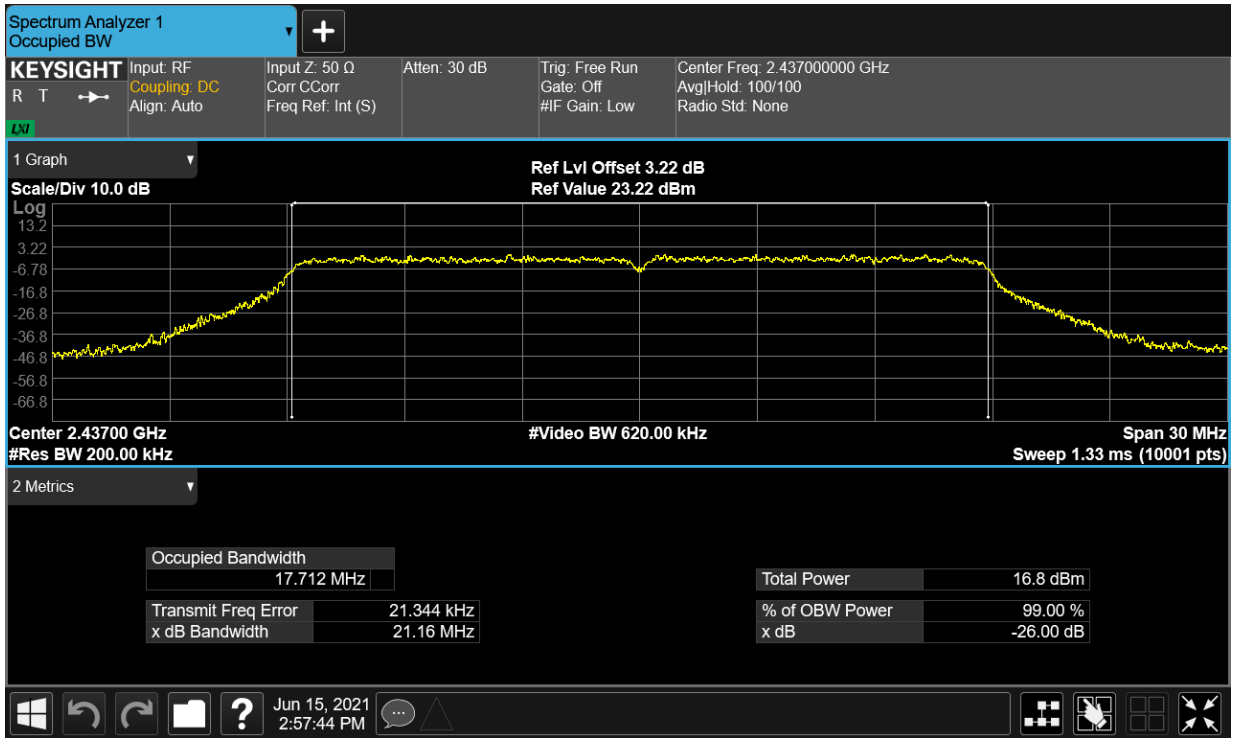 Spectrum Analyzer 1
Occupied BW
▼
+
KEYSIGHT
R T
LXI
Input: RF
Coupling: DC
Align: Auto
Input Z: 50 Ω
Corr CCorr
Freq Ref: Int (S)
Atten: 30 dB
Trig: Free Run
Gate: Off
#IF Gain: Low
Center Freq: 2.437000000 GHz
Avg|Hold: 100/100
Radio Std: None
1 Graph ▼
Scale/Div 10.0 dB
Ref Lvl Offset 3.22 dB
Ref Value 23.22 dBm
Log
13.2
3.22
-6.78
-16.8
-26.8
-36.8
-46.8
-56.8
-66.8
Center 2.43700 GHz
#Res BW 200.00 kHz
#Video BW 620.00 kHz
Span 30 MHz
Sweep 1.33 ms (10001 pts)
2 Metrics ▼
Occupied Bandwidth
17.712 MHz
Transmit Freq Error 21.344 kHz
x dB Bandwidth 21.16 MHz
Total Power 16.8 dBm
% of OBW Power 99.00 %
x dB -26.00 dB
?
Jun 15, 2021
2:57:44 PM